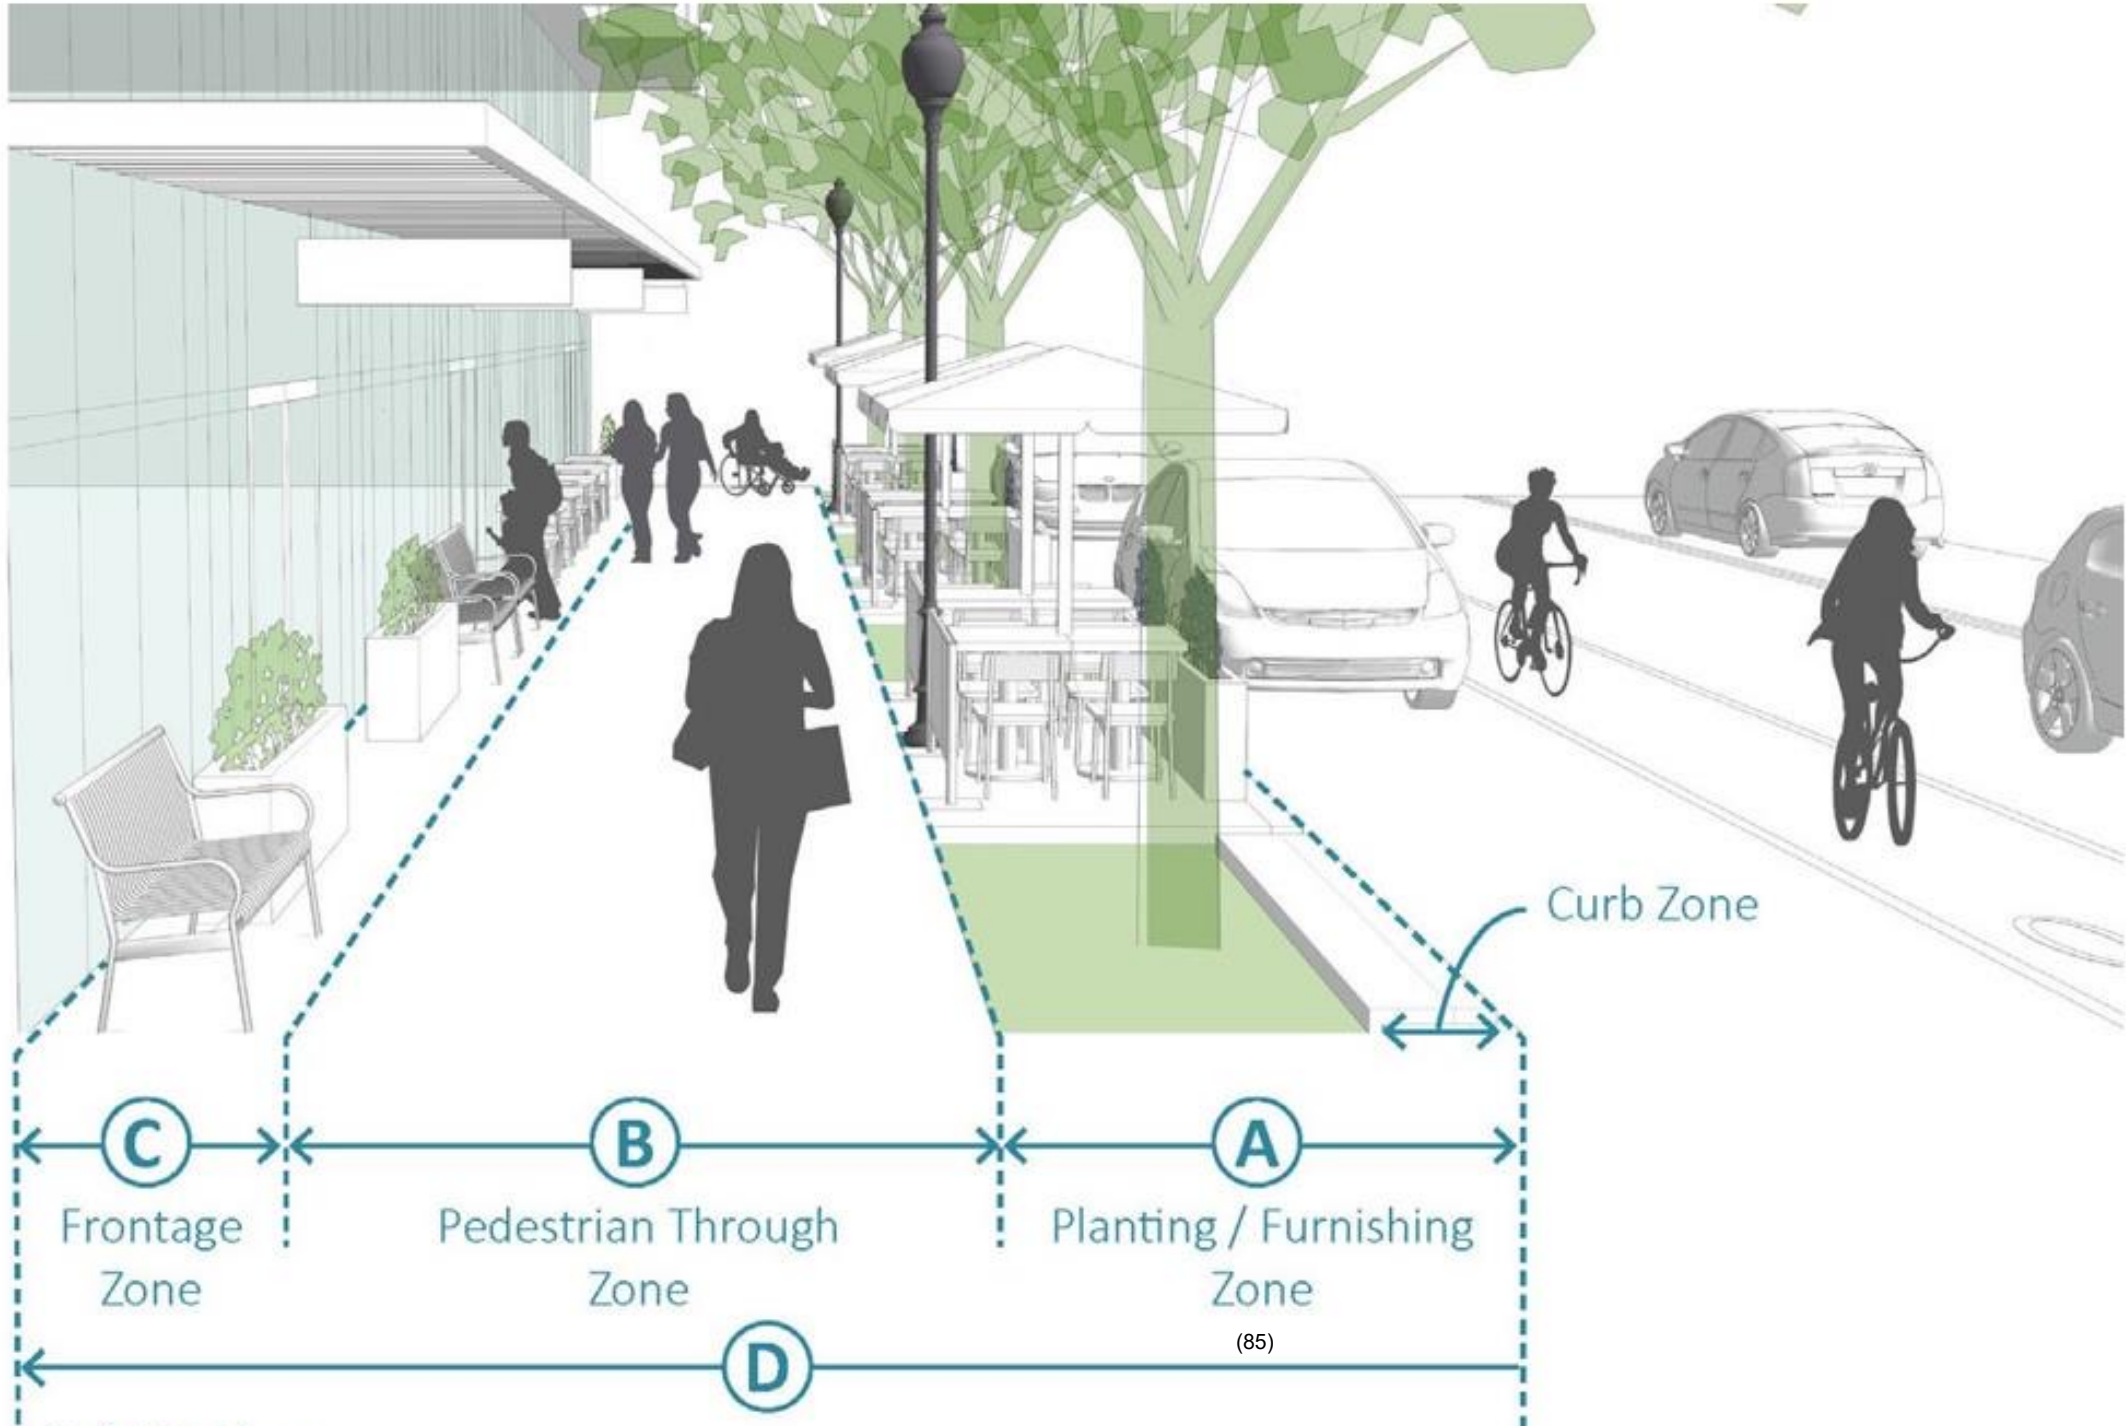 Curb Zone
C
B
A
Frontage
Zone
Pedestrian Through
Zone
Planting / Furnishing
Zone
(85)
D